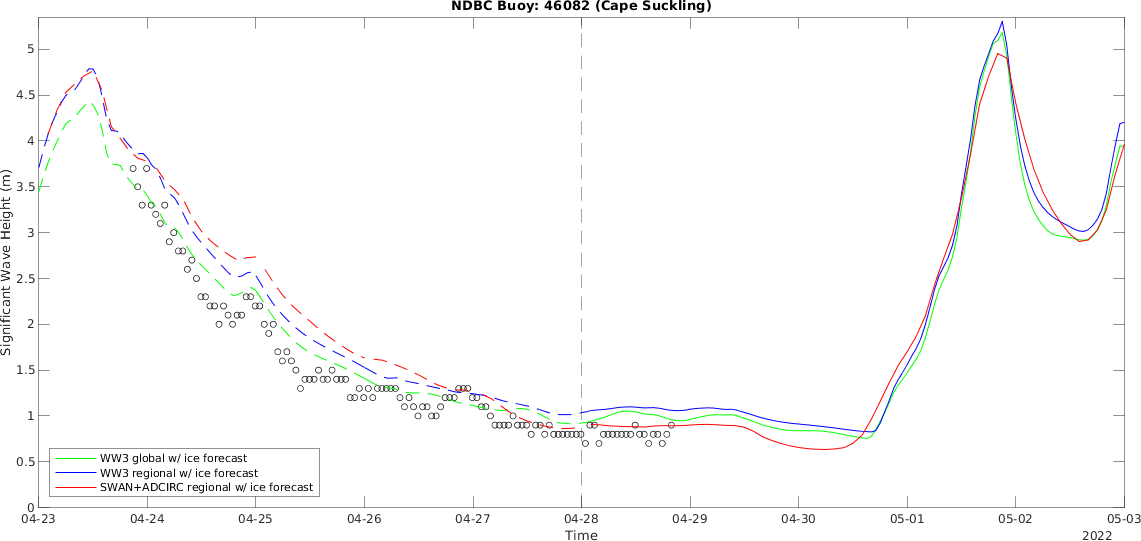 NDBC Buoy: 46082 (Cape Suckling)
Significant Wave Height (m)
5
4.5
4
3.5
3
2.5
2
1.5
1
0.5
0
WW3 global w/ ice forecast
WW3 regional w/ ice forecast
SWAN+ADCIRC regional w/ ice forecast
04-23 04-24 04-25 04-26 04-27 04-28 04-29 04-30 05-01 05-02 05-03
Time
2022